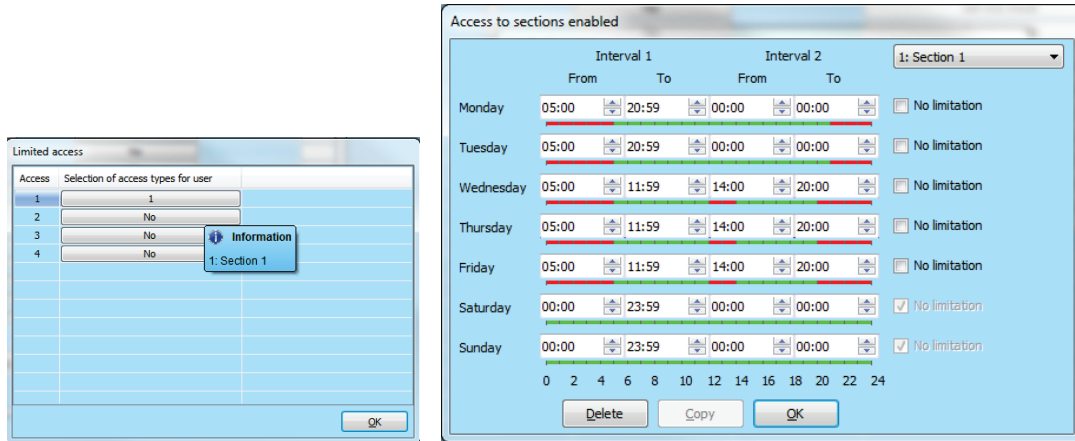 Limited access
Access Selection of access types for user
1 1
2 No
3 No
4 No
Information
1: Section 1
OK
Access to sections enabled
Interval 1 Interval 2 1: Section 1
From To From To
Monday 05:00 20:59 00:00 00:00 No limitation
Tuesday 05:00 20:59 00:00 00:00 No limitation
Wednesday 05:00 11:59 14:00 20:00 No limitation
Thursday 05:00 11:59 14:00 20:00 No limitation
Friday 05:00 11:59 14:00 20:00 No limitation
Saturday 00:00 23:59 00:00 00:00 No limitation
Sunday 00:00 23:59 00:00 00:00 No limitation
0 2 4 6 8 10 12 14 16 18 20 22 24
Delete Copy OK